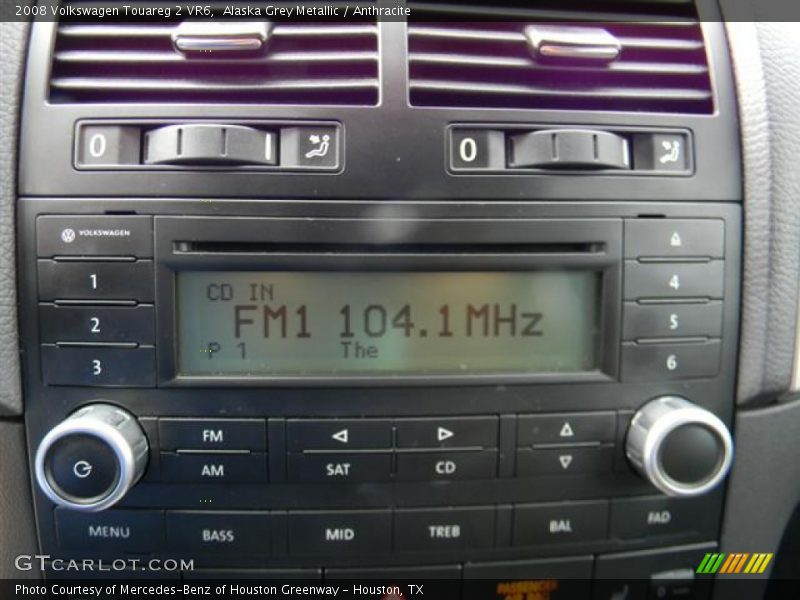 2008 Volkswagen Touareg 2 VR6, Alaska Grey Metallic / Anthracite
0
0
VOLKSWAGEN
1
2
3
CD IN
FM1 104.1MHz
P 1 The
4
5
6
FM
AM
SAT
CD
MENU
BASS
MID
TREB
BAL
FAD
PASSENGER
GTCARLOT.COM
Photo Courtesy of Mercedes-Benz of Houston Greenway - Houston, TX